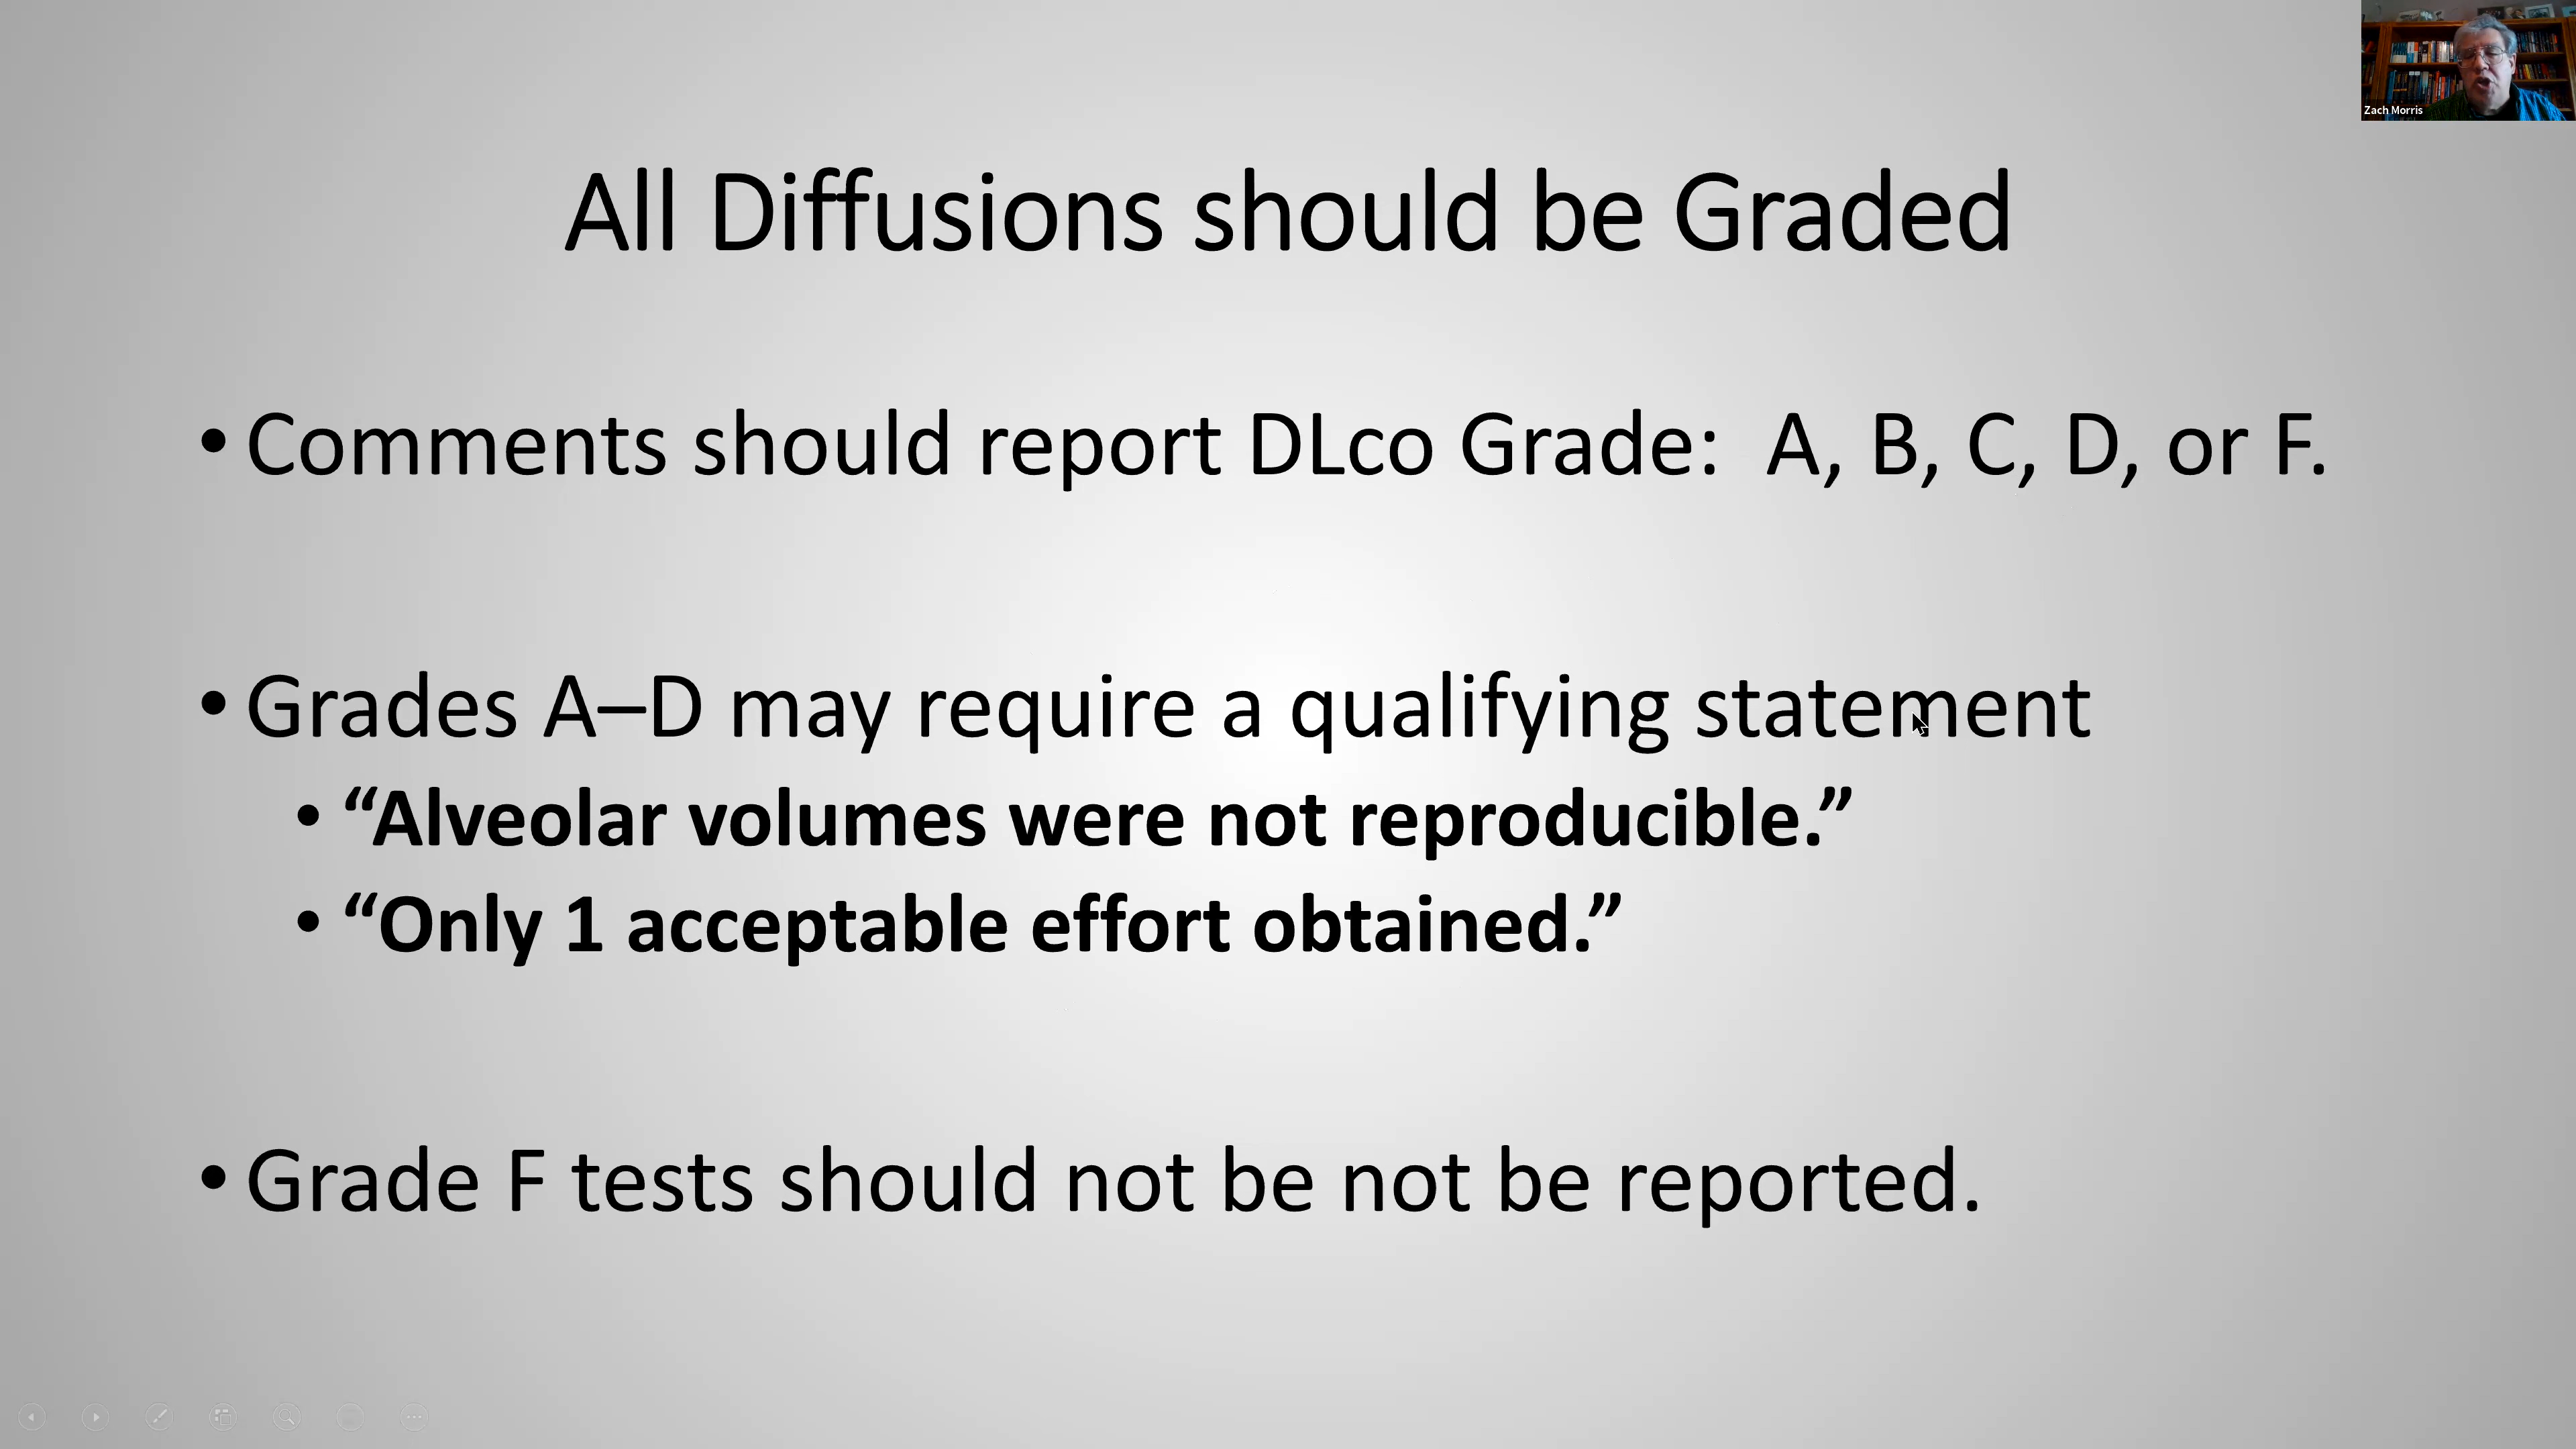 Zach Morris
All Diffusions should be Graded
• Comments should report DLco Grade:  A, B, C, D, or F.
• Grades A–D may require a qualifying statement
• “Alveolar volumes were not reproducible.”
• “Only 1 acceptable effort obtained.”
• Grade F tests should not be not be reported.